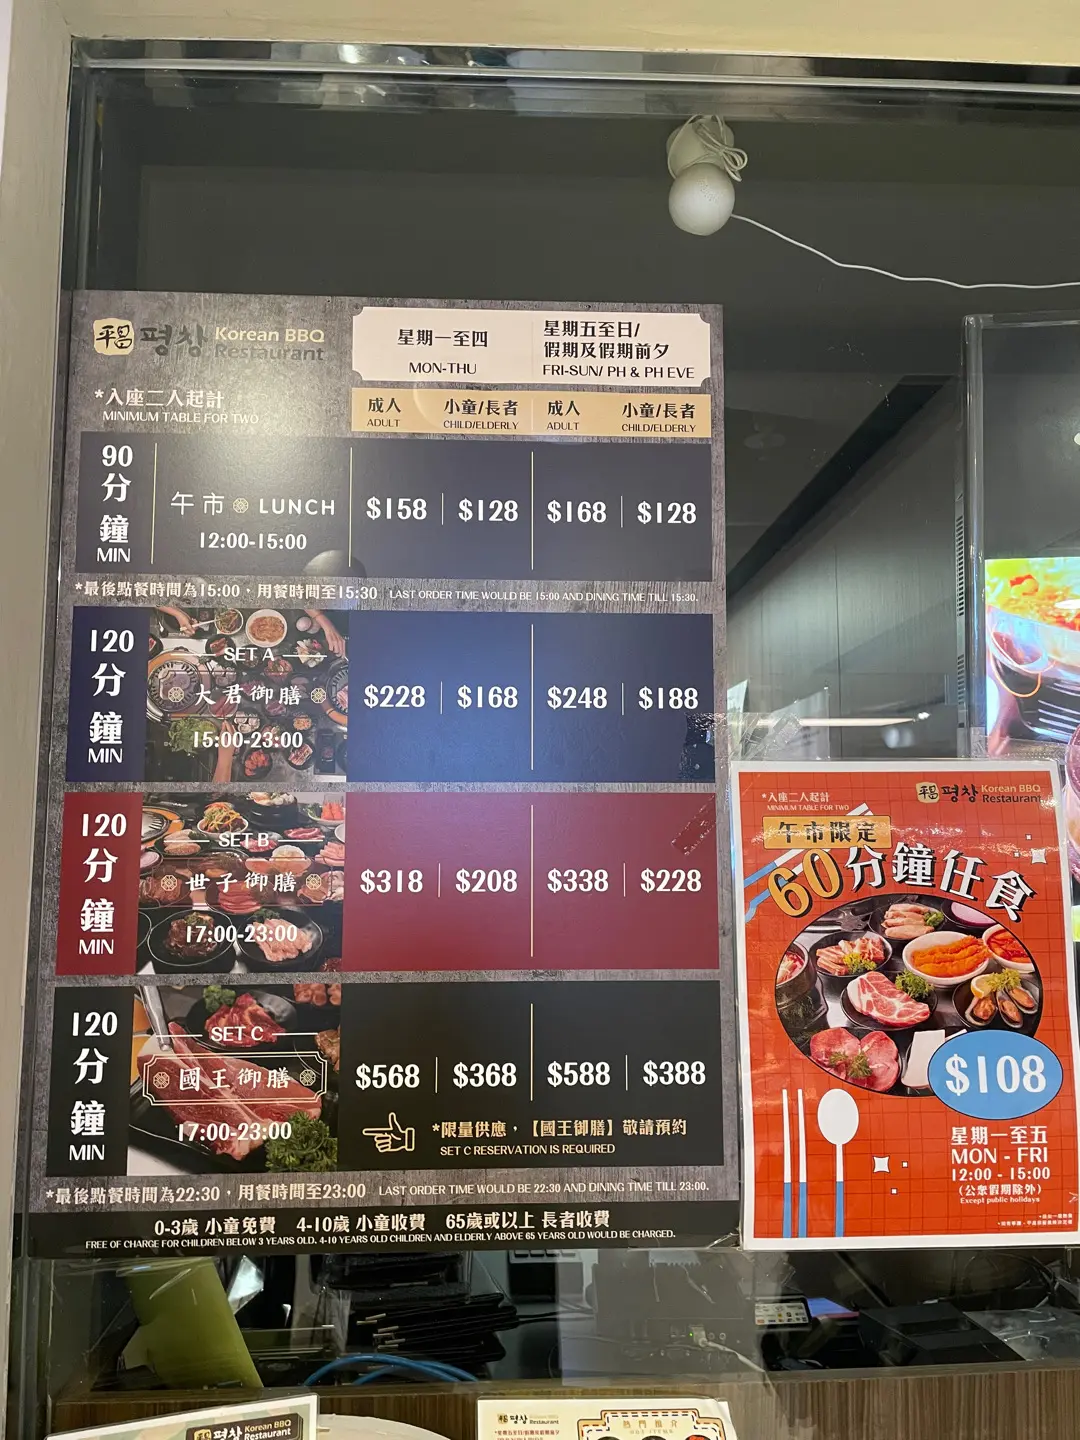 평창 Korean BBQ
Restaurant
星期一至四
MON-THU
星期五至日/
假期及假期前夕
FRI-SUN/ PH & PH EVE
*入座二人起計
MINIMUM TABLE FOR TWO
成人 小童/長者 成人 小童/長者
ADULT CHILD/ELDERLY ADULT CHILD/ELDERLY
90
分
鐘
MIN
午市 LUNCH
12:00-15:00
$158 $128 $168 $128
*最後點餐時間為15:00，用餐時間至15:30 LAST ORDER TIME WOULD BE 15:00 AND DINING TIME TILL 15:30.
120
分
鐘
MIN
SET A
大君御膳
15:00-23:00
$228 $168 $248 $188
120
分
鐘
MIN
SET B
世子御膳
17:00-23:00
$318 $208 $338 $228
120
分
鐘
MIN
SET C
國王御膳
17:00-23:00
$568 $368 $588 $388
*限量供應，【國王御膳】敬請預約
SET C RESERVATION IS REQUIRED
*最後點餐時間為22:30，用餐時間至23:00 LAST ORDER TIME WOULD BE 22:30 AND DINING TIME TILL 23:00.
0-3歲 小童免費 4-10歲 小童收費 65歲或以上 長者收費
FREE OF CHARGE FOR CHILDREN BELOW 3 YEARS OLD. 4-10 YEARS OLD CHILDREN AND ELDERLY ABOVE 65 YEARS OLD WOULD BE CHARGED.
*入座二人起計
MINIMUM TABLE FOR TWO
평창 Korean BBQ
Restaurant
午市限定
60分鐘任食
$108
星期一至五
MON - FRI
12:00 - 15:00
(公眾假期除外)
Except public holidays
평창 Korean BBQ
Restaurant
평창 Korean BBQ
Restaurant
熱門推介